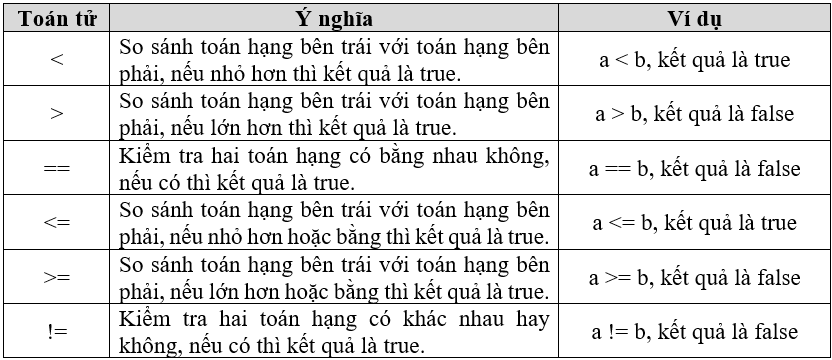 Toán tử Ý nghĩa Ví dụ
< So sánh toán hạng bên trái với toán hạng bên
phải, nếu nhỏ hơn thì kết quả là true. a < b, kết quả là true
> So sánh toán hạng bên trái với toán hạng bên
phải, nếu lớn hơn thì kết quả là true. a > b, kết quả là false
== Kiểm tra hai toán hạng có bằng nhau không,
nếu có thì kết quả là true. a == b, kết quả là false
<= So sánh toán hạng bên trái với toán hạng bên
phải, nếu nhỏ hơn hoặc bằng thì kết quả là true. a <= b, kết quả là true
>= So sánh toán hạng bên trái với toán hạng bên
phải, nếu lớn hơn hoặc bằng thì kết quả là true. a >= b, kết quả là false
!= Kiểm tra hai toán hạng có khác nhau hay
không, nếu có thì kết quả là true. a != b, kết quả là false